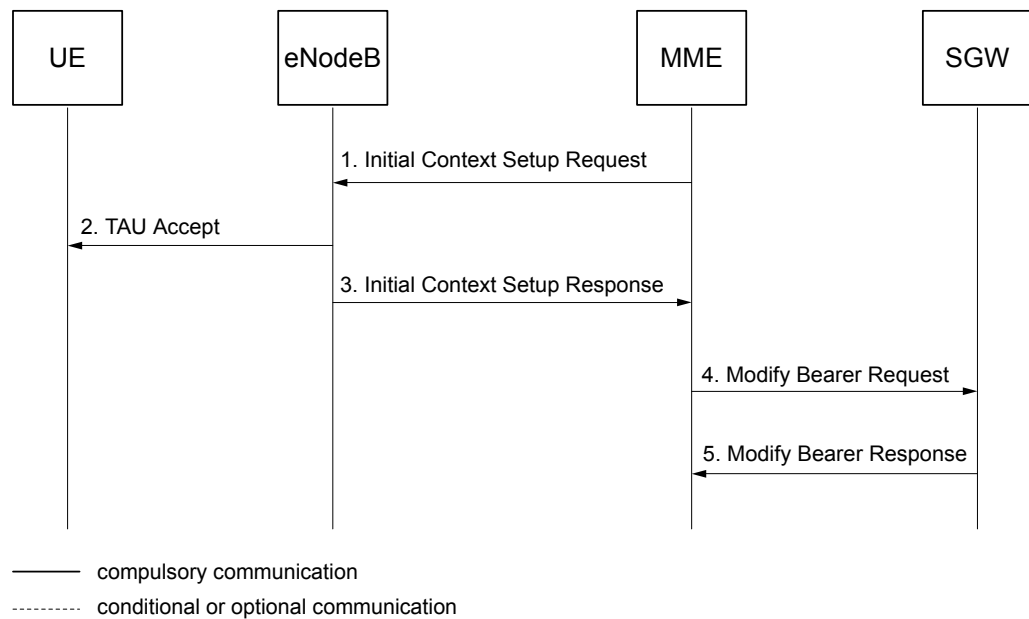 UE
eNodeB
MME
SGW
1. Initial Context Setup Request
2. TAU Accept
3. Initial Context Setup Response
4. Modify Bearer Request
5. Modify Bearer Response
compulsory communication
conditional or optional communication